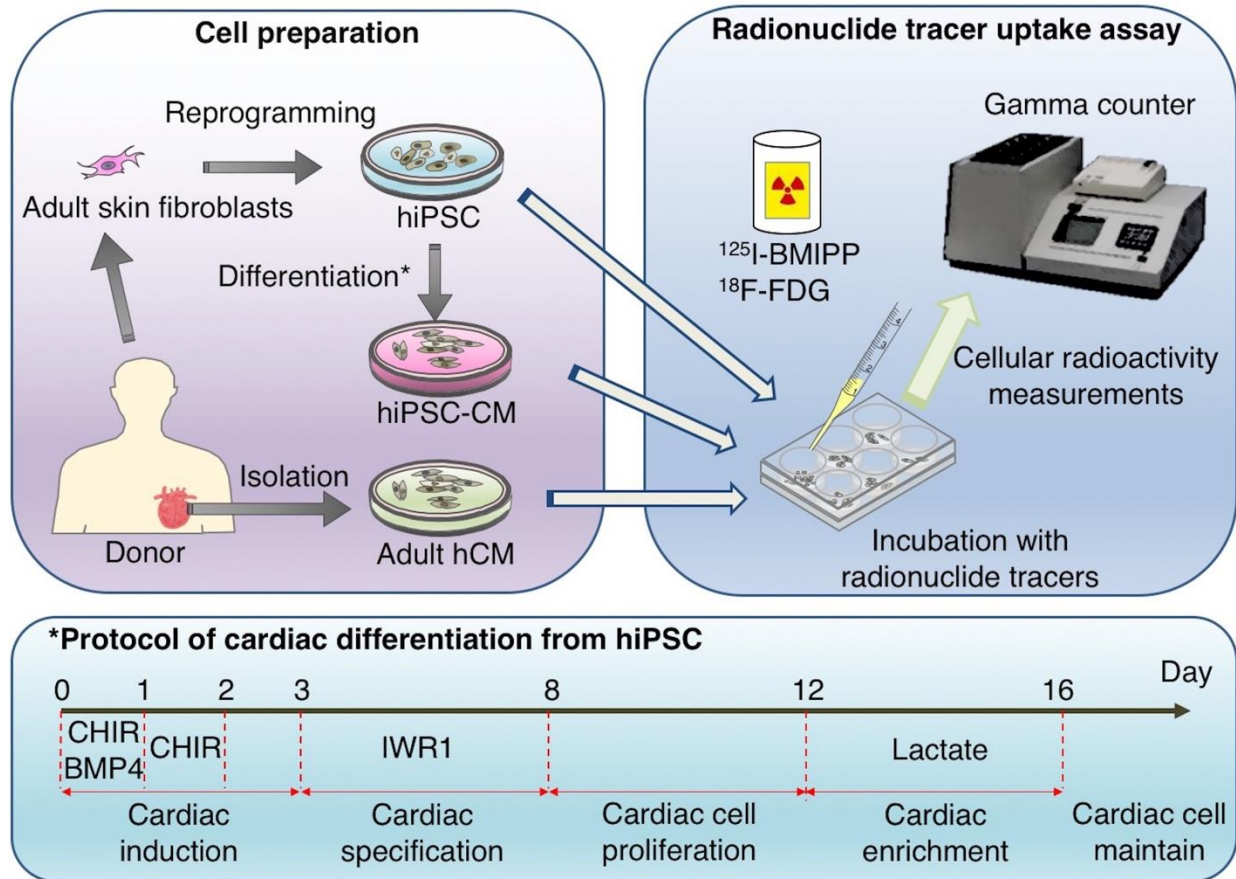 Cell preparation
Reprogramming
Adult skin fibroblasts
hiPSC
Differentiation*
hiPSC-CM
Isolation
Donor
Adult hCM
Radionuclide tracer uptake assay
Gamma counter
¹²⁵I-BMIPP
¹⁸F-FDG
Cellular radioactivity
measurements
Incubation with
radionuclide tracers
*Protocol of cardiac differentiation from hiPSC
0 1 2 3 8 12 16 Day
CHIR
BMP4
CHIR
IWR1
Lactate
Cardiac
induction
Cardiac
specification
Cardiac cell
proliferation
Cardiac
enrichment
Cardiac cell
maintain